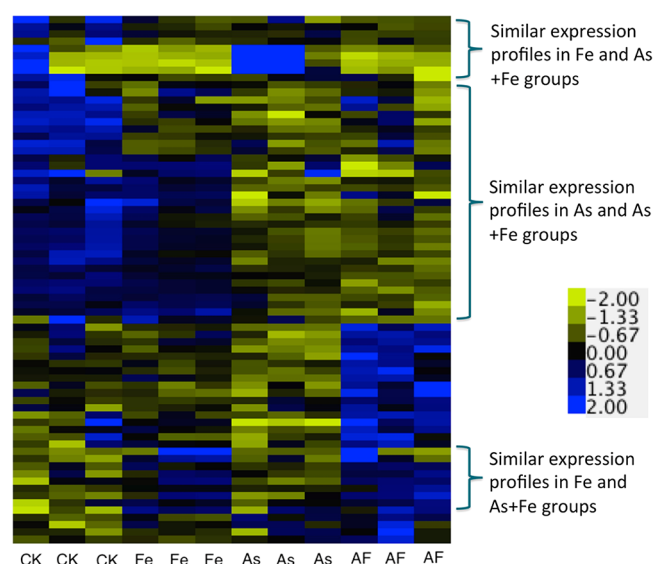 Similar expression
profiles in Fe and As
+Fe groups
Similar expression
profiles in As and As
+Fe groups
-2.00
-1.33
-0.67
0.00
0.67
1.33
2.00
Similar expression
profiles in Fe and
As+Fe groups
CK CK CK Fe Fe Fe As As As AF AF AF